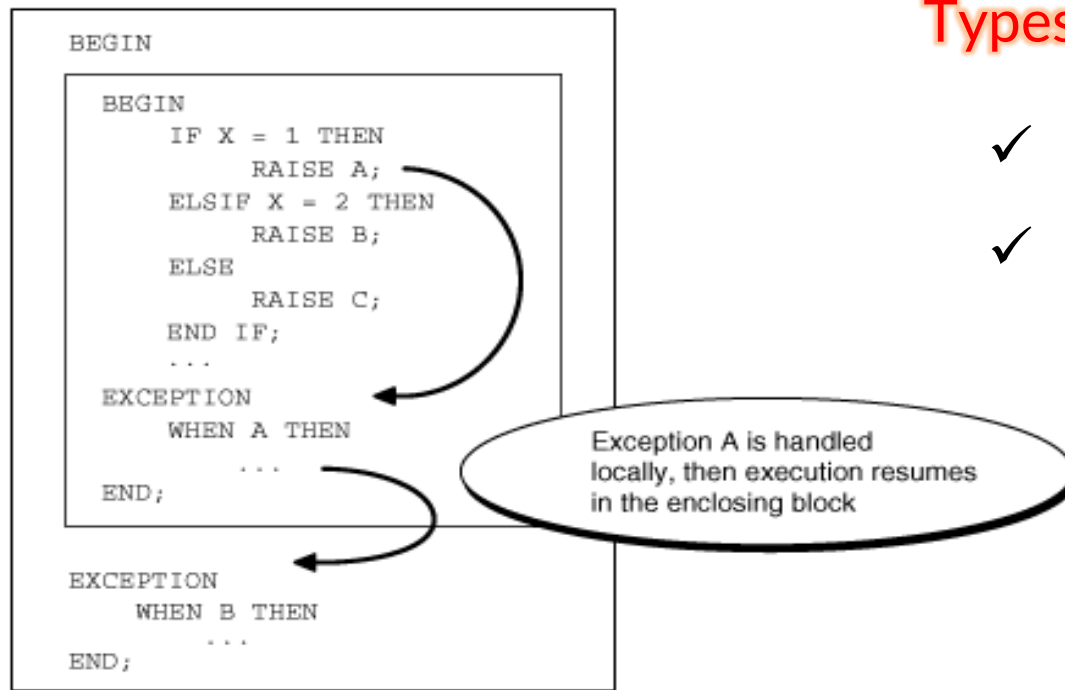 BEGIN
BEGIN
IF X = 1 THEN
RAISE A;
ELSIF X = 2 THEN
RAISE B;
ELSE
RAISE C;
END IF;
...
EXCEPTION
WHEN A THEN
...
END;
EXCEPTION
WHEN B THEN
...
END;
Exception A is handled
locally, then execution resumes
in the enclosing block
Types